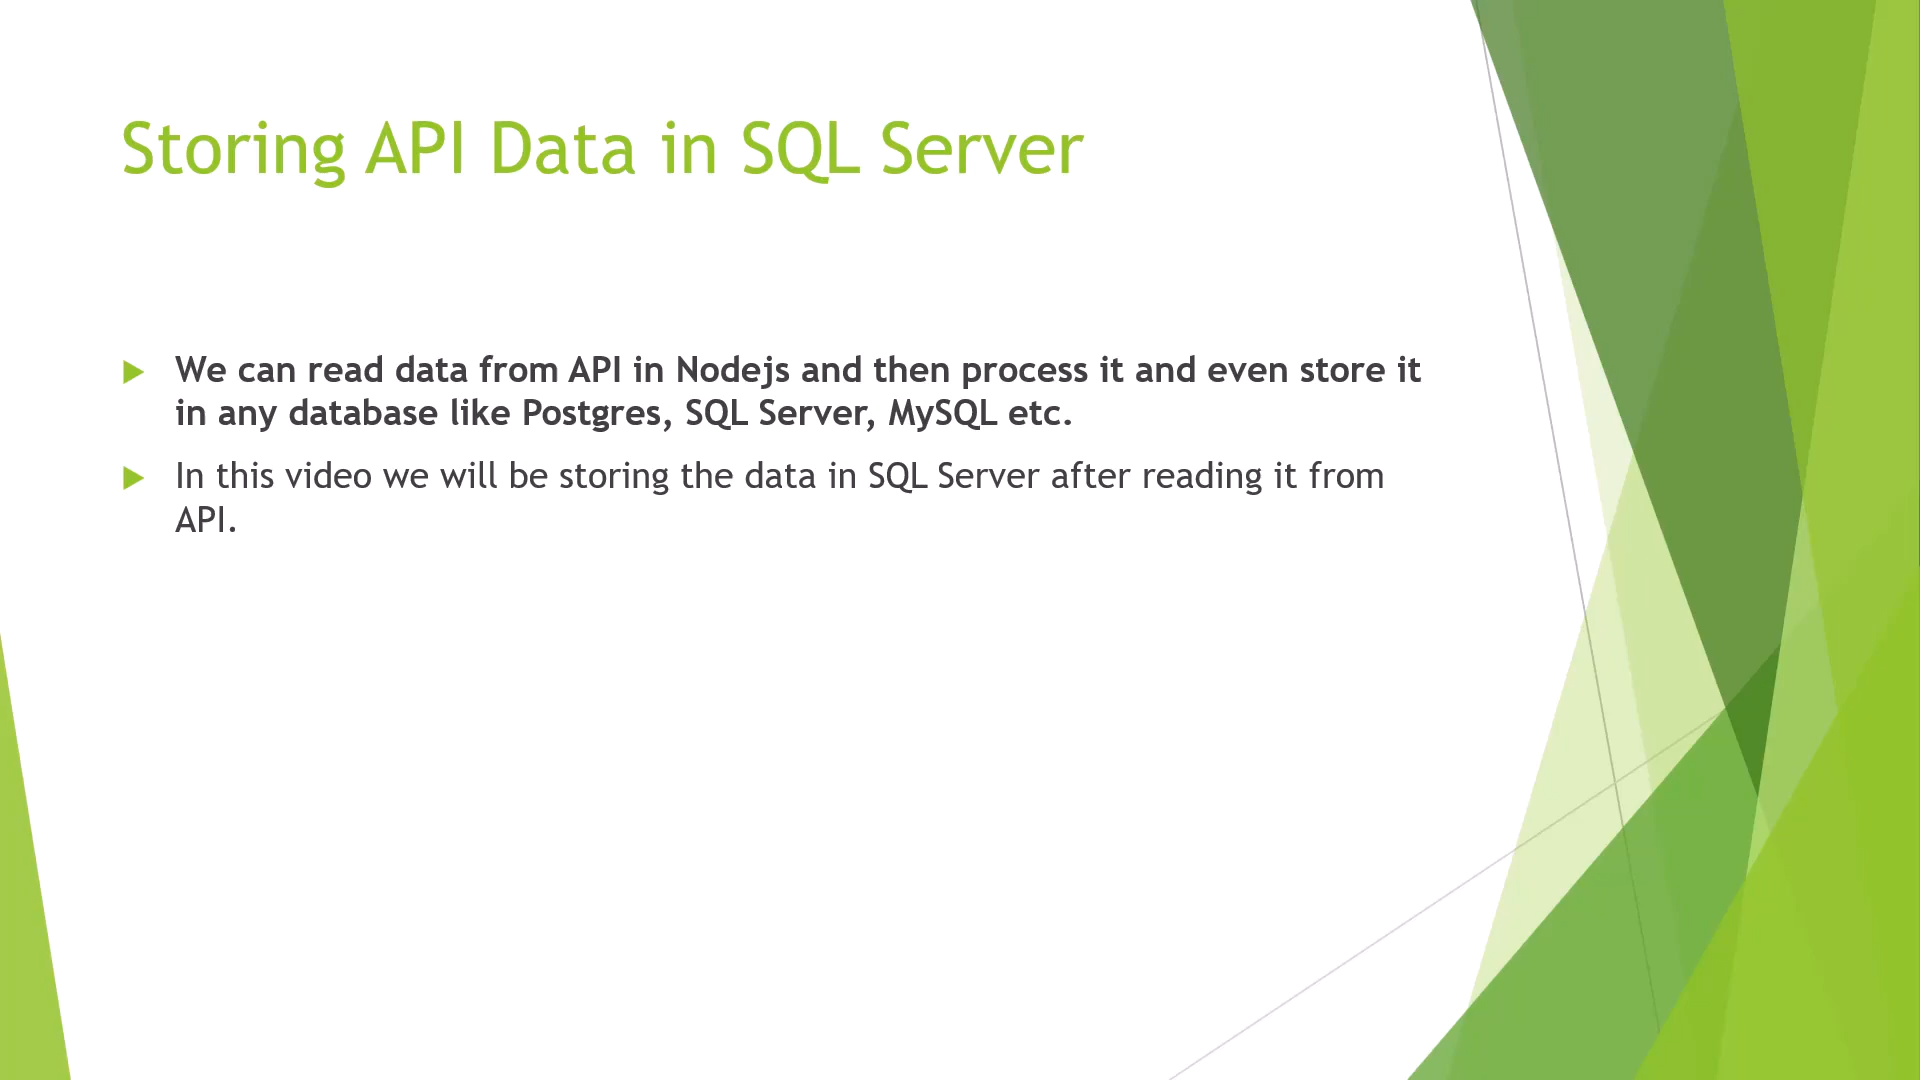 Storing API Data in SQL Server
We can read data from API in Nodejs and then process it and even store it
in any database like Postgres, SQL Server, MySQL etc.
In this video we will be storing the data in SQL Server after reading it from
API.